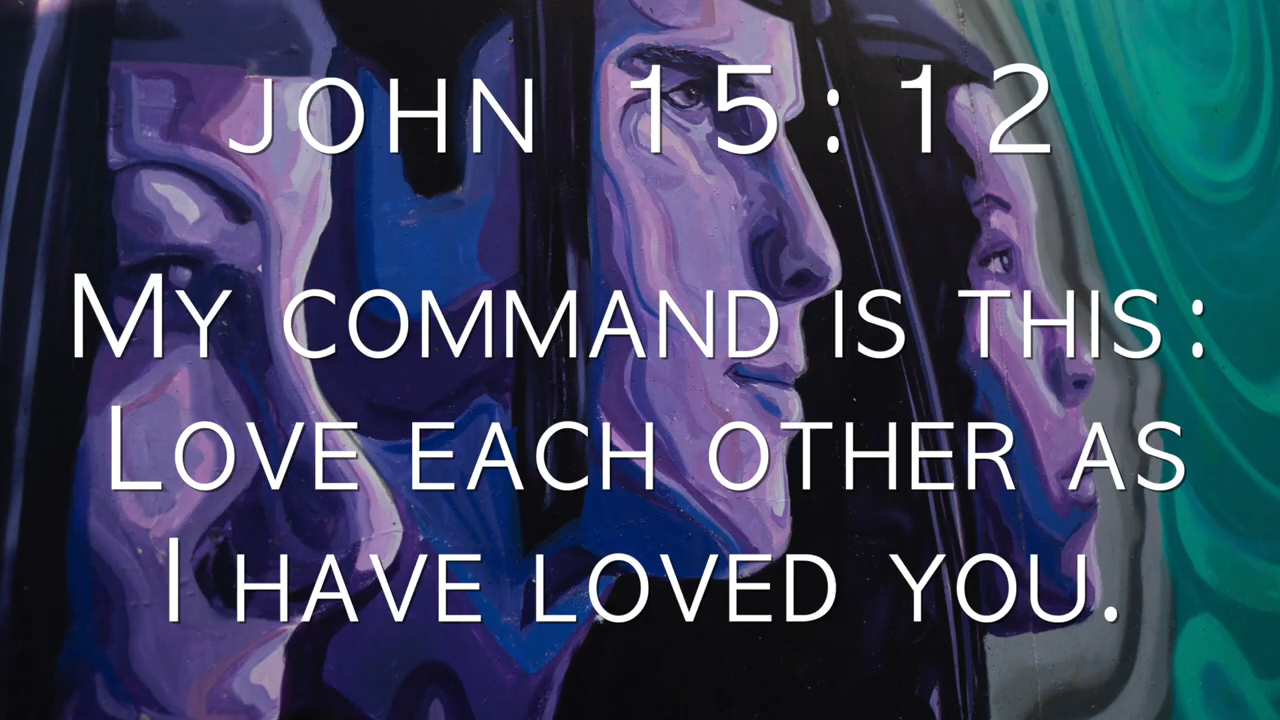 JOHN 15:12
MY COMMAND IS THIS:
LOVE EACH OTHER AS
I HAVE LOVED YOU.